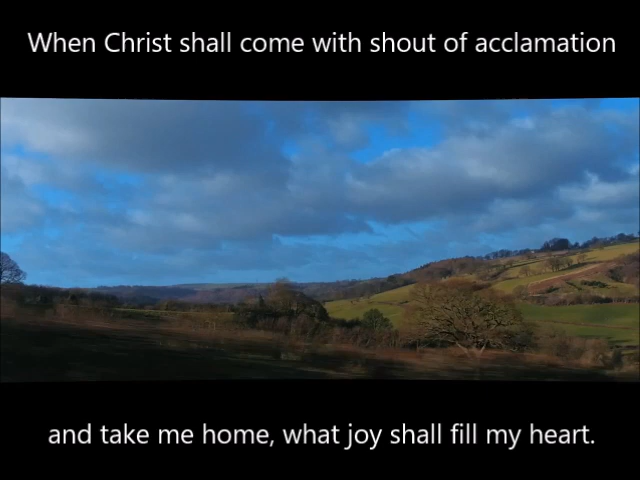 When Christ shall come with shout of acclamation
and take me home, what joy shall fill my heart.